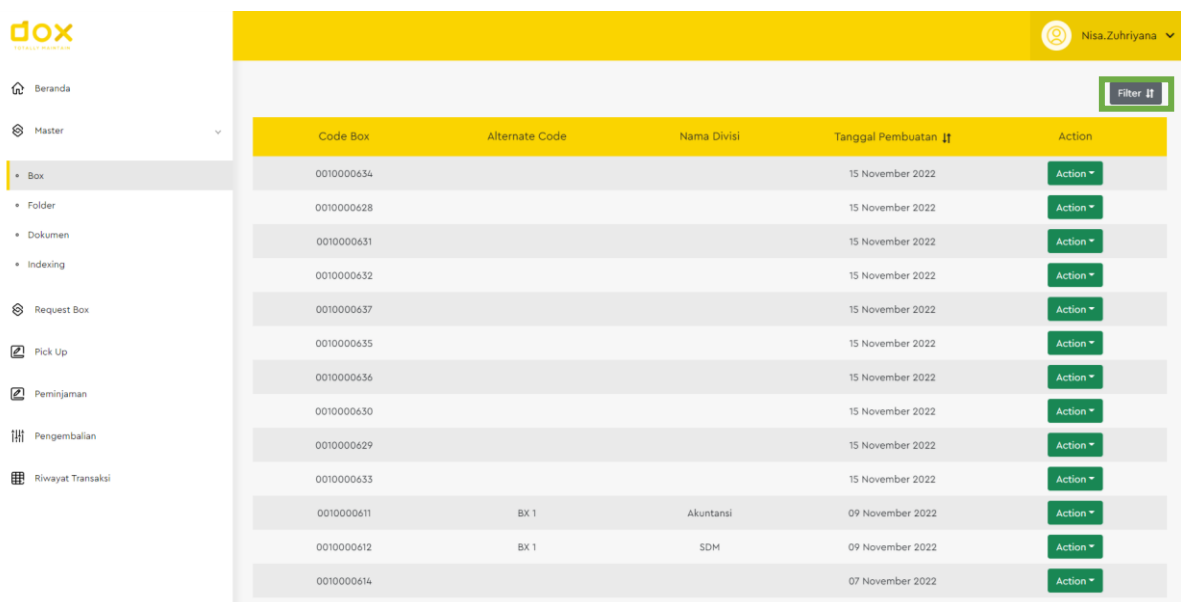 dox
TOTALLY MAINTAIN
Nisa.Zuhriyana
Beranda
Master
Box
Folder
Dokumen
Indexing
Request Box
Pick Up
Peminjaman
Pengembalian
Riwayat Transaksi
Filter
Code Box Alternate Code Nama Divisi Tanggal Pembuatan Action
0010000634 15 November 2022 Action
0010000628 15 November 2022 Action
0010000631 15 November 2022 Action
0010000632 15 November 2022 Action
0010000637 15 November 2022 Action
0010000635 15 November 2022 Action
0010000636 15 November 2022 Action
0010000630 15 November 2022 Action
0010000629 15 November 2022 Action
0010000633 15 November 2022 Action
0010000611 BX 1 Akuntansi 09 November 2022 Action
0010000612 BX 1 SDM 09 November 2022 Action
0010000614 07 November 2022 Action